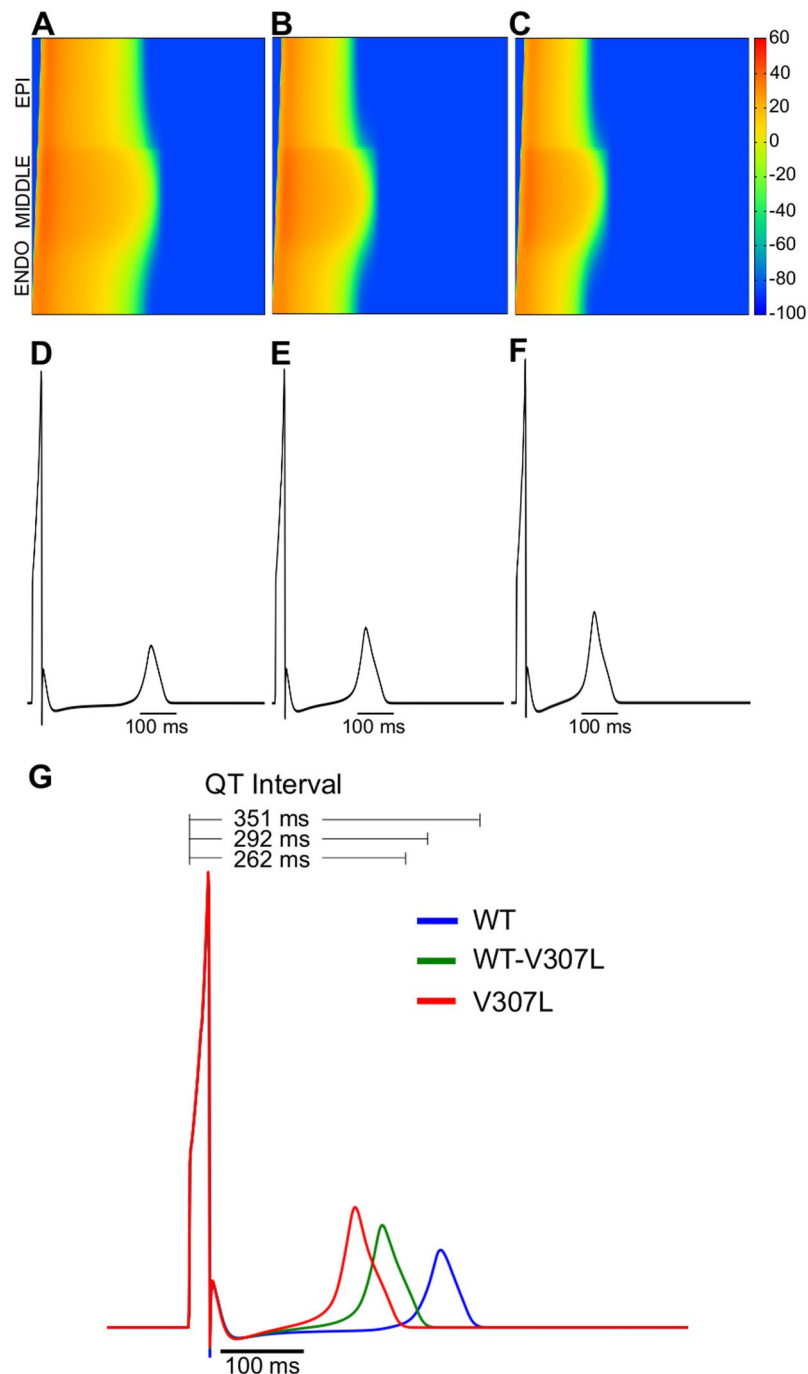 A B C
EPI
MIDDLE
ENDO
60
40
20
0
-20
-40
-60
-80
-100
D E F
100 ms 100 ms 100 ms
G
QT Interval
351 ms
292 ms
262 ms
WT
WT-V307L
V307L
100 ms